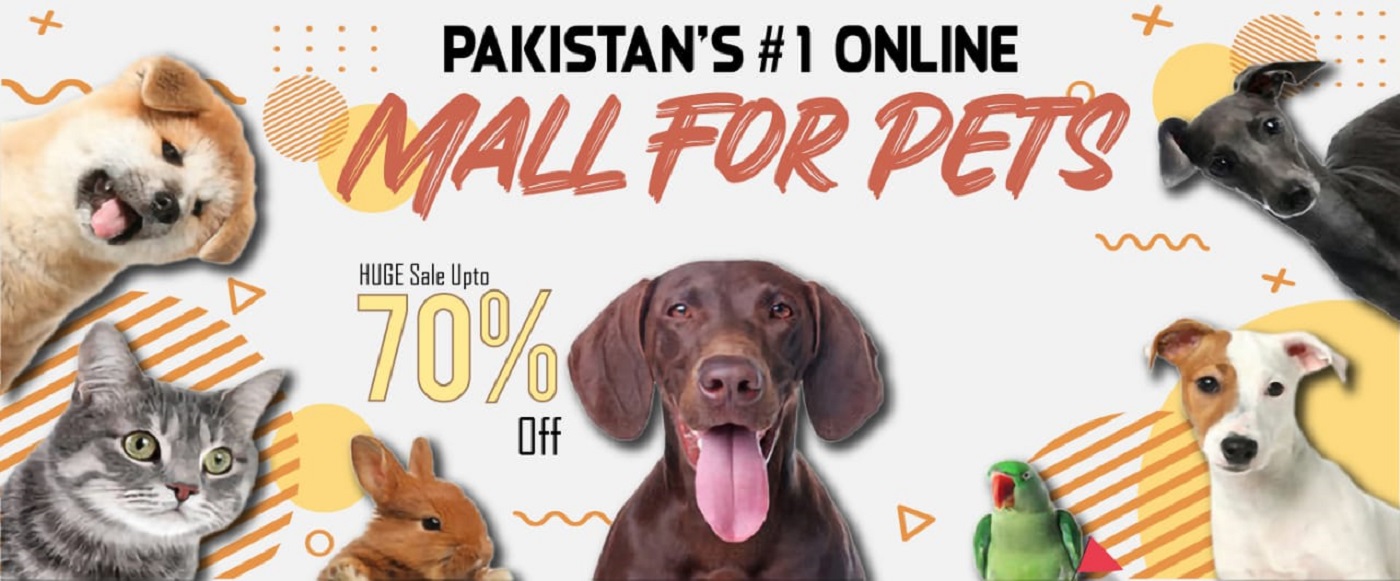 PAKISTAN'S #1 ONLINE
MALL FOR PETS
HUGE Sale Upto
70%
Off